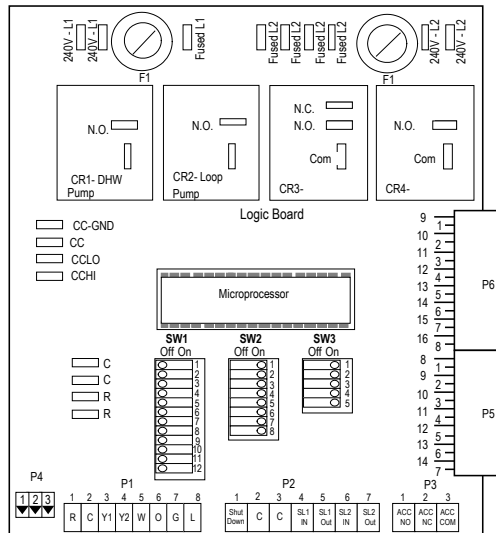 240V - L1
240V - L1
Fused L1
F1
Fused L2
Fused L2
Fused L2
Fused L2
F1
240V - L2
240V - L2
N.O.
CR1- DHW
Pump
N.O.
CR2- Loop
Pump
N.C.
N.O.
Com
CR3-
N.O.
Com
CR4-
Logic Board
CC-GND
CC
CCLO
CCHI
Microprocessor
SW1
Off On
1
2
3
4
5
6
7
8
9
10
11
12
SW2
Off On
1
2
3
4
5
6
7
8
SW3
Off On
1
2
3
4
5
C
C
R
R
9
1
10
2
11
3
12
4
13
5
14
6
15
7
16
8
P6
8
1
9
2
10
3
11
4
12
5
13
6
14
7
P5
P4
1 2 3
P1
1 2 3 4 5 6 7 8
R C Y1 Y2 W O G L
P2
1 2 3 4 5 6 7
Shut Down C C SL1 IN SL1 Out SL2 IN SL2 Out
P3
1 2 3
ACC NO ACC NC ACC COM